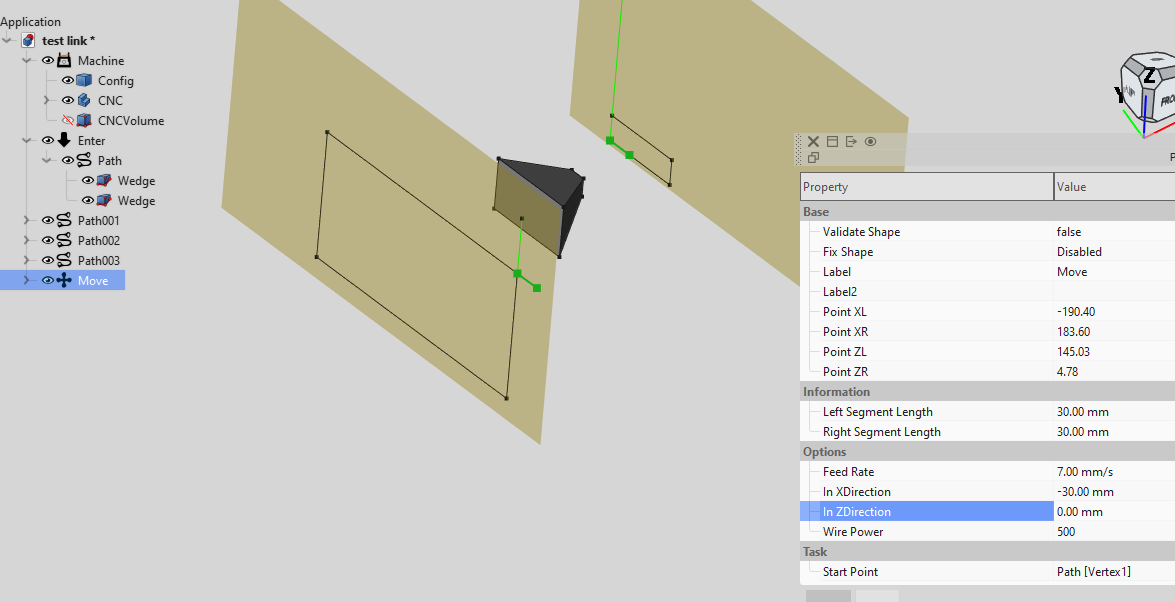 Application
test link *
Machine
Config
CNC
CNCVolume
Enter
Path
Wedge
Wedge
Path001
Path002
Path003
Move
Z
Y
FRO
P
Property Value
Base
Validate Shape false
Fix Shape Disabled
Label Move
Label2
Point XL -190.40
Point XR 183.60
Point ZL 145.03
Point ZR 4.78
Information
Left Segment Length 30.00 mm
Right Segment Length 30.00 mm
Options
Feed Rate 7.00 mm/s
In XDirection -30.00 mm
In ZDirection 0.00 mm
Wire Power 500
Task
Start Point Path [Vertex1]